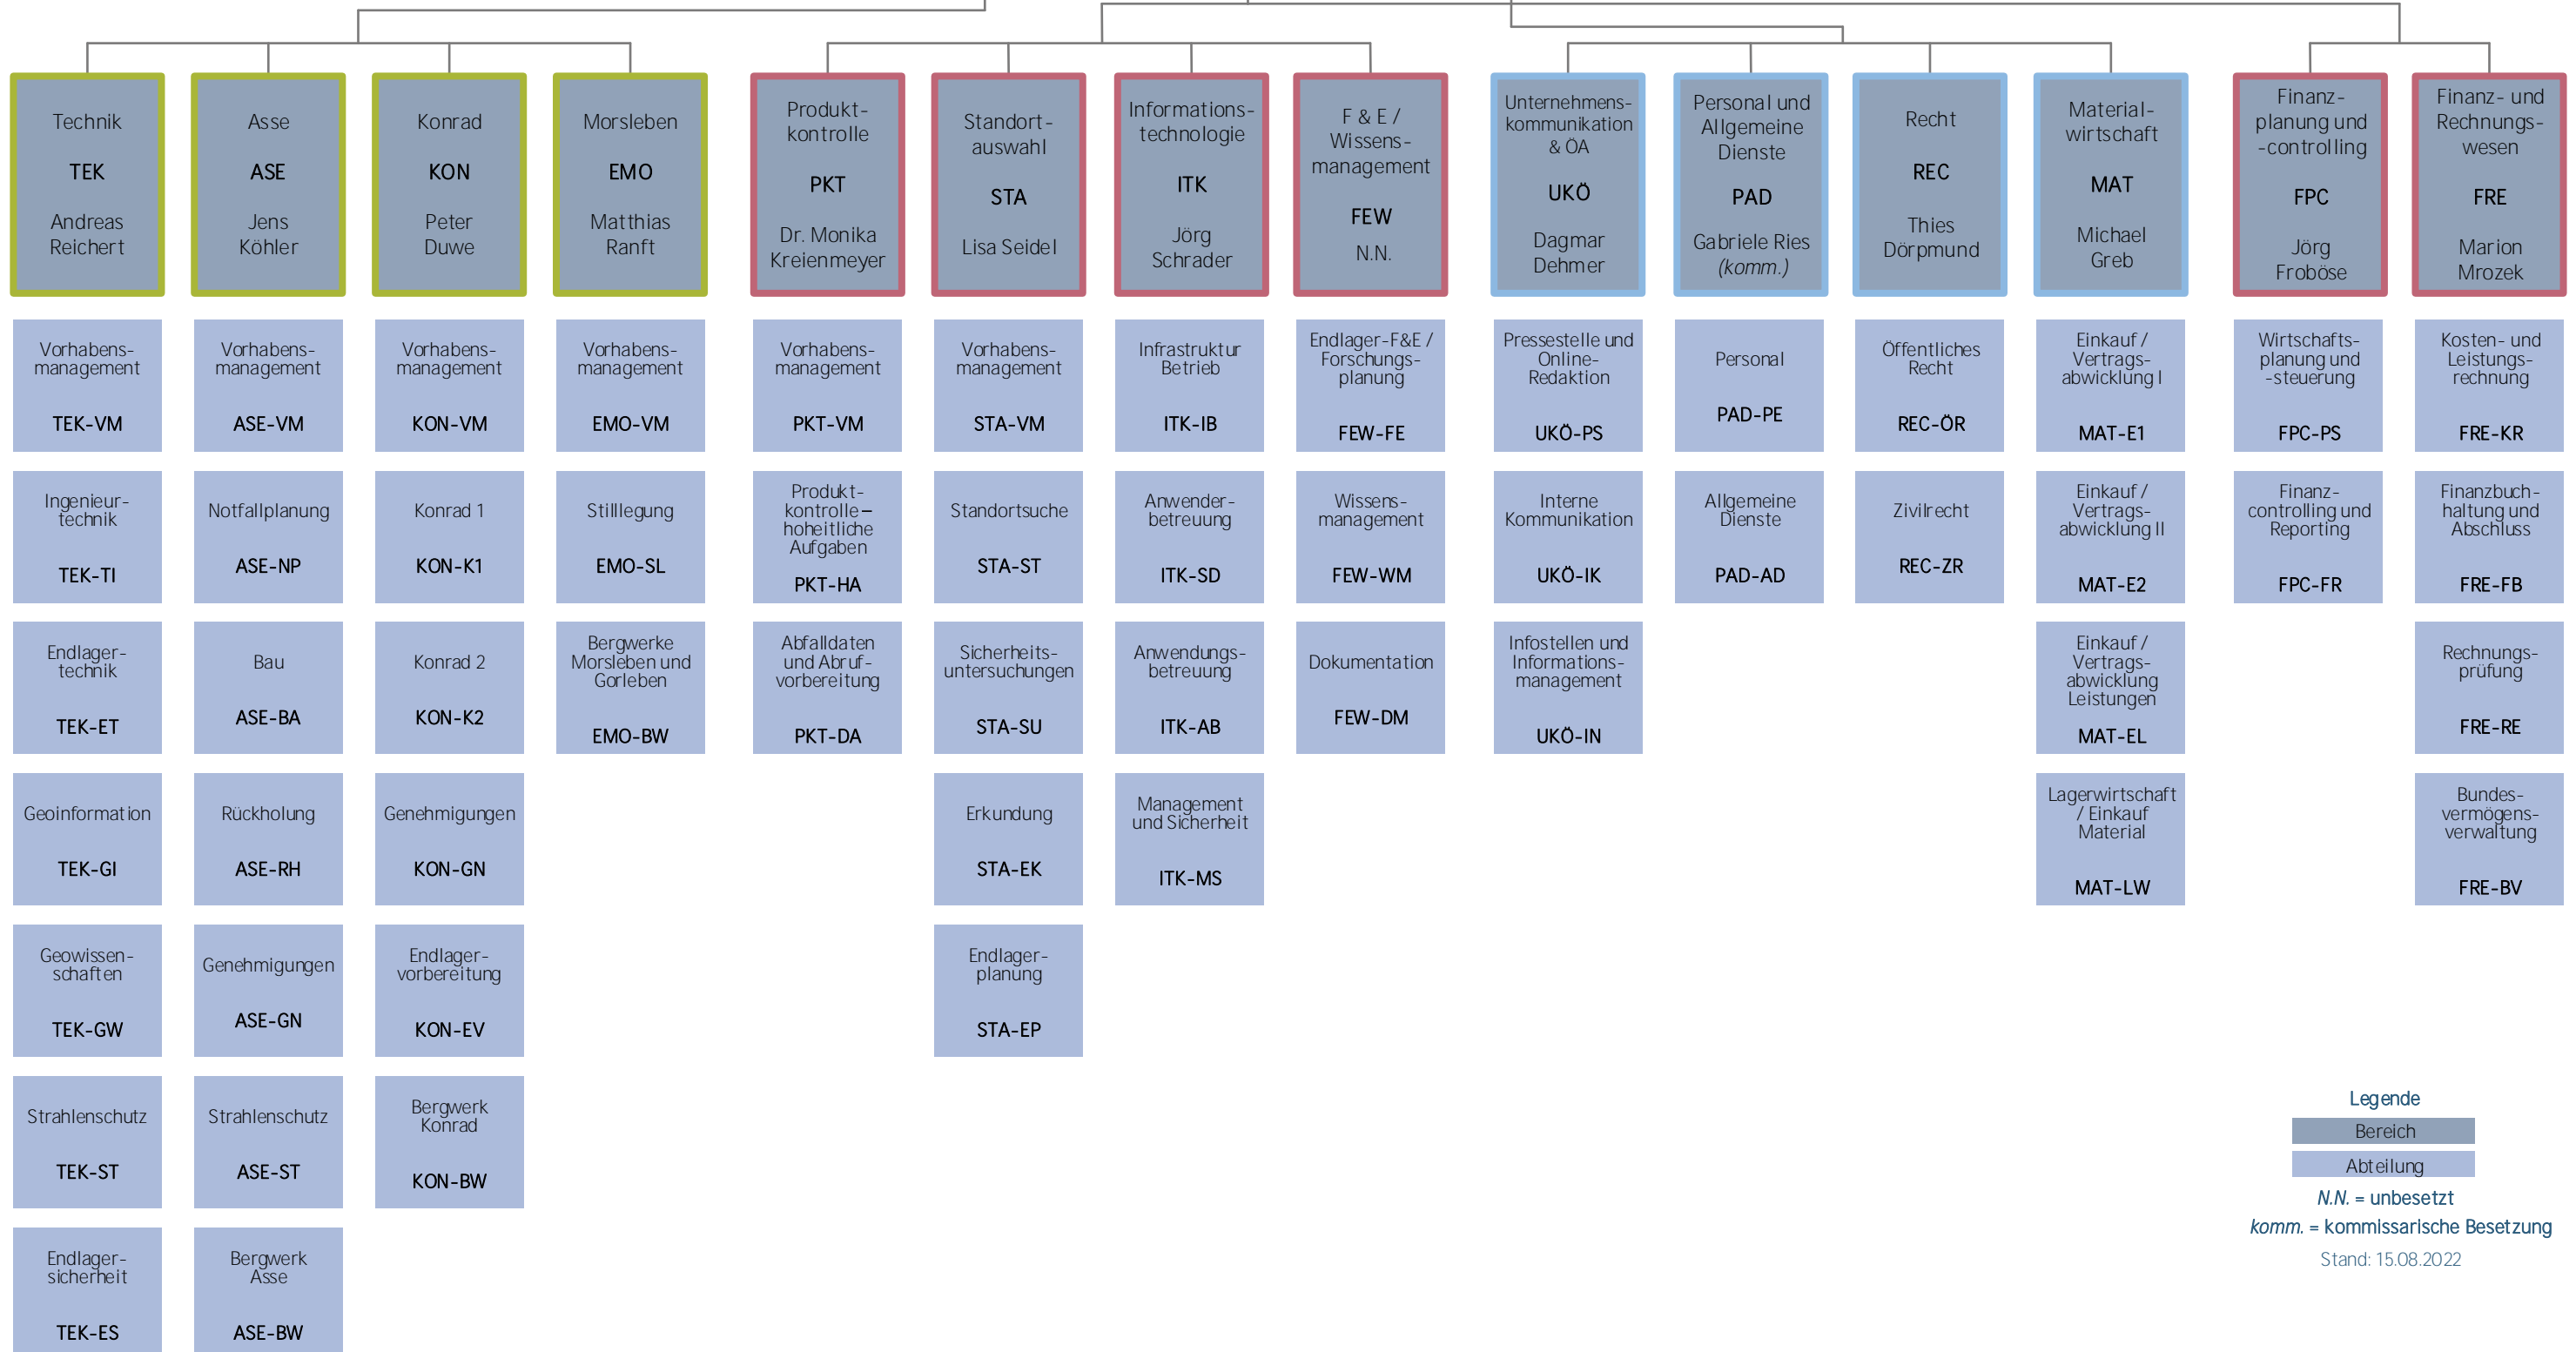 Technik
TEK
Andreas
Reichert
Asse
ASE
Jens
Köhler
Konrad
KON
Peter
Duwe
Morsleben
EMO
Matthias
Ranft
Produkt-
kontrolle
PKT
Dr. Monika
Kreienmeyer
Standort-
auswahl
STA
Lisa Seidel
Informations-
technologie
ITK
Jörg
Schrader
F & E /
Wissens-
management
FEW
N.N.
Unternehmens-
kommunikation
& ÖA
UKÖ
Dagmar
Dehmer
Personal und
Allgemeine
Dienste
PAD
Gabriele Ries
(komm.)
Recht
REC
Thies
Dörpmund
Material-
wirtschaft
MAT
Michael
Greb
Finanz-
planung und
-controlling
FPC
Jörg
Froböse
Finanz- und
Rechnungs-
wesen
FRE
Marion
Mrozek
Vorhabens-
management
TEK-VM
Vorhabens-
management
ASE-VM
Vorhabens-
management
KON-VM
Vorhabens-
management
EMO-VM
Vorhabens-
management
PKT-VM
Vorhabens-
management
STA-VM
Infrastruktur
Betrieb
ITK-IB
Endlager-F&E /
Forschungs-
planung
FEW-FE
Pressestelle und
Online-
Redaktion
UKÖ-PS
Personal
PAD-PE
Öffentliches
Recht
REC-ÖR
Einkauf /
Vertrags-
abwicklung I
MAT-E1
Wirtschafts-
planung und
-steuerung
FPC-PS
Kosten- und
Leistungs-
rechnung
FRE-KR
Ingenieur-
technik
TEK-TI
Notfallplanung
ASE-NP
Konrad 1
KON-K1
Stilllegung
EMO-SL
Produkt-
kontrolle –
hoheitliche
Aufgaben
PKT-HA
Standortsuche
STA-ST
Anwender-
betreuung
ITK-SD
Wissens-
management
FEW-WM
Interne
Kommunikation
UKÖ-IK
Allgemeine
Dienste
PAD-AD
Zivilrecht
REC-ZR
Einkauf /
Vertrags-
abwicklung II
MAT-E2
Finanz-
controlling und
Reporting
FPC-FR
Finanzbuch-
haltung und
Abschluss
FRE-FB
Endlager-
technik
TEK-ET
Bau
ASE-BA
Konrad 2
KON-K2
Bergwerke
Morsleben und
Gorleben
EMO-BW
Abfalldaten
und Abruf-
vorbereitung
PKT-DA
Sicherheits-
untersuchungen
STA-SU
Anwendungs-
betreuung
ITK-AB
Dokumentation
FEW-DM
Infostellen und
Informations-
management
UKÖ-IN
Einkauf /
Vertrags-
abwicklung
Leistungen
MAT-EL
Rechnungs-
prüfung
FRE-RE
Geoinformation
TEK-GI
Rückholung
ASE-RH
Genehmigungen
KON-GN
Erkundung
STA-EK
Management
und Sicherheit
ITK-MS
Lagerwirtschaft
/ Einkauf
Material
MAT-LW
Bundes-
vermögens-
verwaltung
FRE-BV
Geowissen-
schaften
TEK-GW
Genehmigungen
ASE-GN
Endlager-
vorbereitung
KON-EV
Endlager-
planung
STA-EP
Strahlenschutz
TEK-ST
Strahlenschutz
ASE-ST
Bergwerk
Konrad
KON-BW
Endlager-
sicherheit
TEK-ES
Bergwerk
Asse
ASE-BW
Legende
Bereich
Abteilung
N.N. = unbesetzt
komm. = kommissarische Besetzung
Stand: 15.08.2022